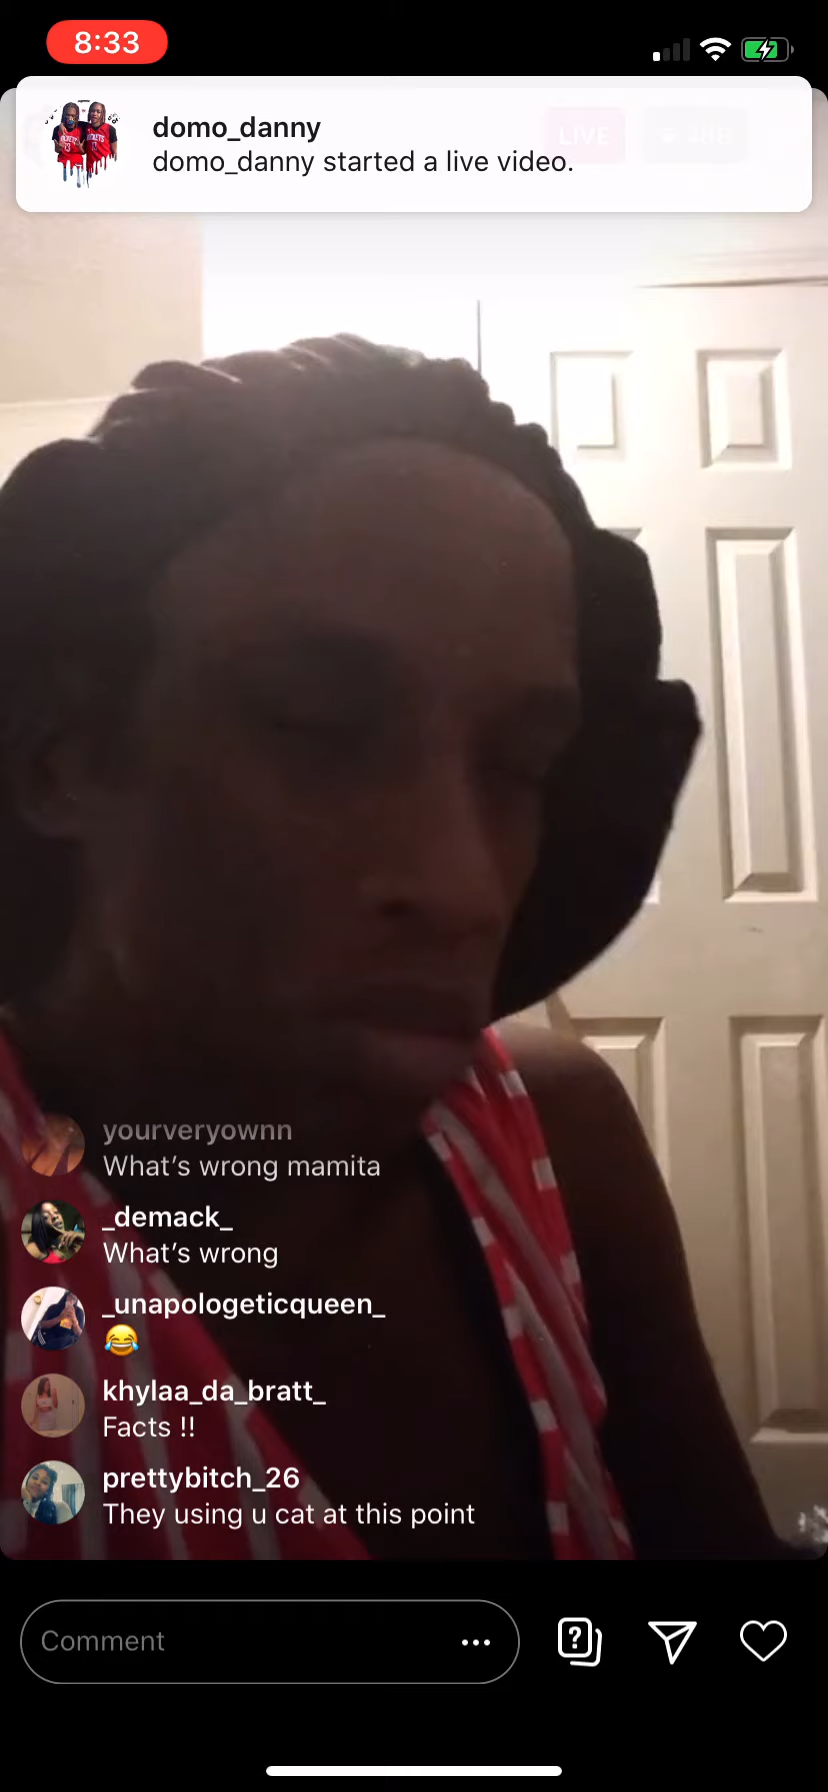 8:33
domo_danny
domo_danny started a live video.
LIVE
yourveryownn
What's wrong mamita
_demack_
What's wrong
_unapologeticqueen_
😂
khylaa_da_bratt_
Facts !!
prettybitch_26
They using u cat at this point
Comment